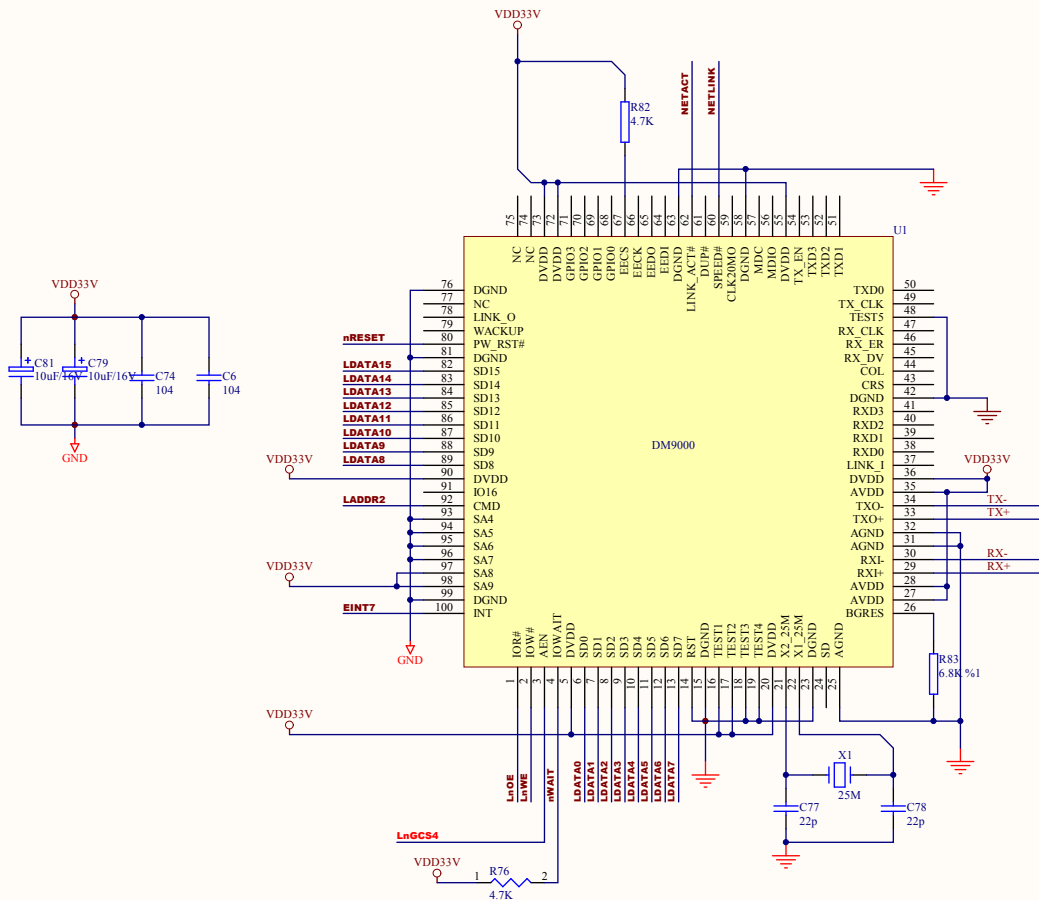 VDD33V
R82
4.7K
NETACT
NETLINK
75 74 73 72 71 70 69 68 67 66 65 64 63 62 61 60 59 58 57 56 55 54 53 52 51
U1
NC NC DVDD DVDD GPIO3 GPIO2 GPIO1 GPIO0 EECS EECK EEDO EEDI DGND LINK_ACT# DUP# SPEED# CLK20MO DGND MDC MDIO DVDD TX_EN TXD3 TXD2 TXD1
VDD33V
C81
10uF/16V
C79
10uF/16V
C74
104
C6
104
GND
76 DGND
77 NC
78 LINK_O
79 WACKUP
nRESET 80 PW_RST#
81 DGND
LDATA15 82 SD15
LDATA14 83 SD14
LDATA13 84 SD13
LDATA12 85 SD12
LDATA11 86 SD11
LDATA10 87 SD10
LDATA9 88 SD9
LDATA8 89 SD8
VDD33V 90 DVDD
91 IO16
LADDR2 92 CMD
93 SA4
94 SA5
95 SA6
96 SA7
VDD33V 97 SA8
98 SA9
99 DGND
EINT7 100 INT
GND
DM9000
TXD0 50
TX_CLK 49
TEST5 48
RX_CLK 47
RX_ER 46
RX_DV 45
COL 44
CRS 43
DGND 42
RXD3 41
RXD2 40
RXD1 39
RXD0 38
LINK_I 37
VDD33V
DVDD 36
AVDD 35
TXO- 34 TX-
TXO+ 33 TX+
AGND 32
AGND 31
RXI- 30 RX-
RXI+ 29 RX+
AVDD 28
AVDD 27
BGRES 26
IOR# IOW# AEN IOWAIT DVDD SD0 SD1 SD2 SD3 SD4 SD5 SD6 SD7 RST DGND TEST1 TEST2 TEST3 TEST4 DVDD X2_25M X1_25M DGND SD AGND
1 2 3 4 5 6 7 8 9 10 11 12 13 14 15 16 17 18 19 20 21 22 23 24 25
R83
6.8K %1
VDD33V
LnOE LnWE nWAIT LDATA0 LDATA1 LDATA2 LDATA3 LDATA4 LDATA5 LDATA6 LDATA7
X1
25M
C77
22p
C78
22p
LnGCS4
VDD33V
1 R76 2
4.7K